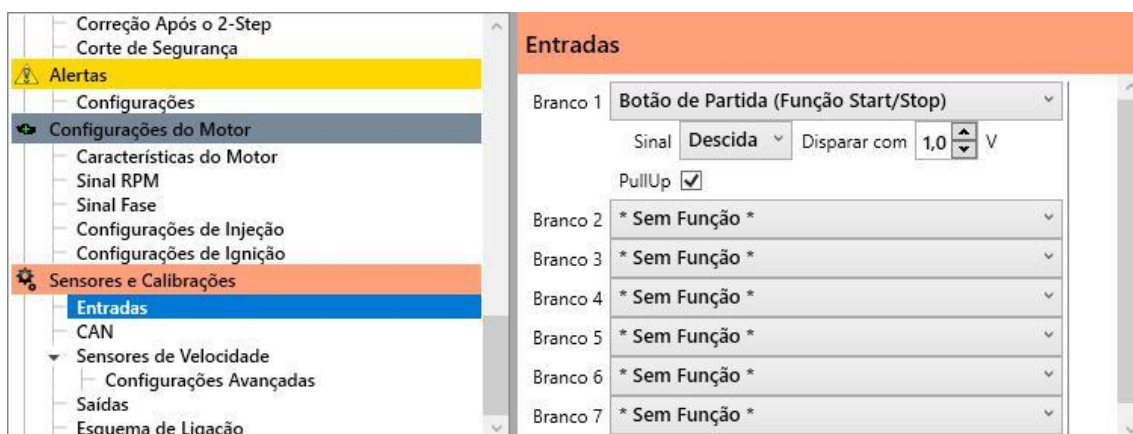 Correção Após o 2-Step
Corte de Segurança
Alertas
Configurações
Configurações do Motor
Características do Motor
Sinal RPM
Sinal Fase
Configurações de Injeção
Configurações de Ignição
Sensores e Calibrações
Entradas
CAN
Sensores de Velocidade
Configurações Avançadas
Saídas
Esquema de Ligação
Entradas
Branco 1 Botão de Partida (Função Start/Stop)
Sinal Descida Disparar com 1,0 V
PullUp
Branco 2 * Sem Função *
Branco 3 * Sem Função *
Branco 4 * Sem Função *
Branco 5 * Sem Função *
Branco 6 * Sem Função *
Branco 7 * Sem Função *